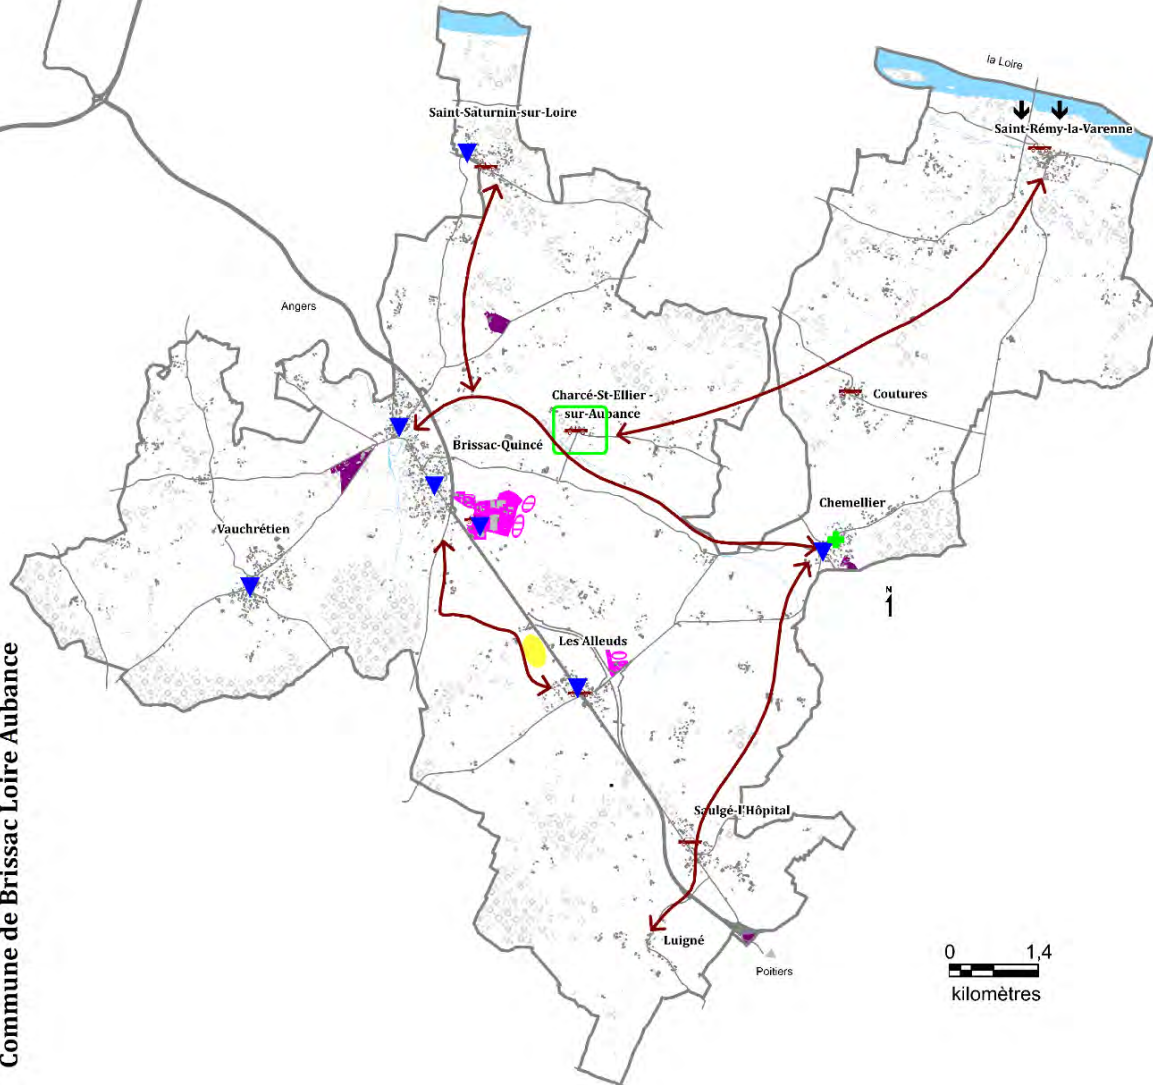 la Loire
Saint-Saturnin-sur-Loire
Saint-Rémy-la-Varenne
Angers
Charcé-St-Ellier -
sur-Aubance
Coutures
Brissac-Quincé
Chemellier
Vauchrétien
N
Les Alleuds
Saulgé-l'Hôpital
Luigné
Poitiers
0 1,4
kilomètres
Commune de Brissac Loire Aubance